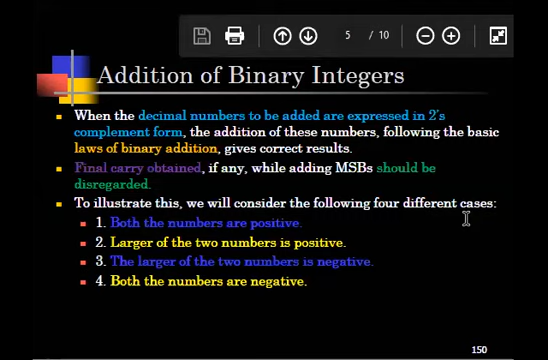 5 / 10
Addition of Binary Integers
When the decimal numbers to be added are expressed in 2's
complement form, the addition of these numbers, following the basic
laws of binary addition, gives correct results.
Final carry obtained, if any, while adding MSBs should be
disregarded.
To illustrate this, we will consider the following four different cases:
1. Both the numbers are positive.
2. Larger of the two numbers is positive.
3. The larger of the two numbers is negative.
4. Both the numbers are negative.
150